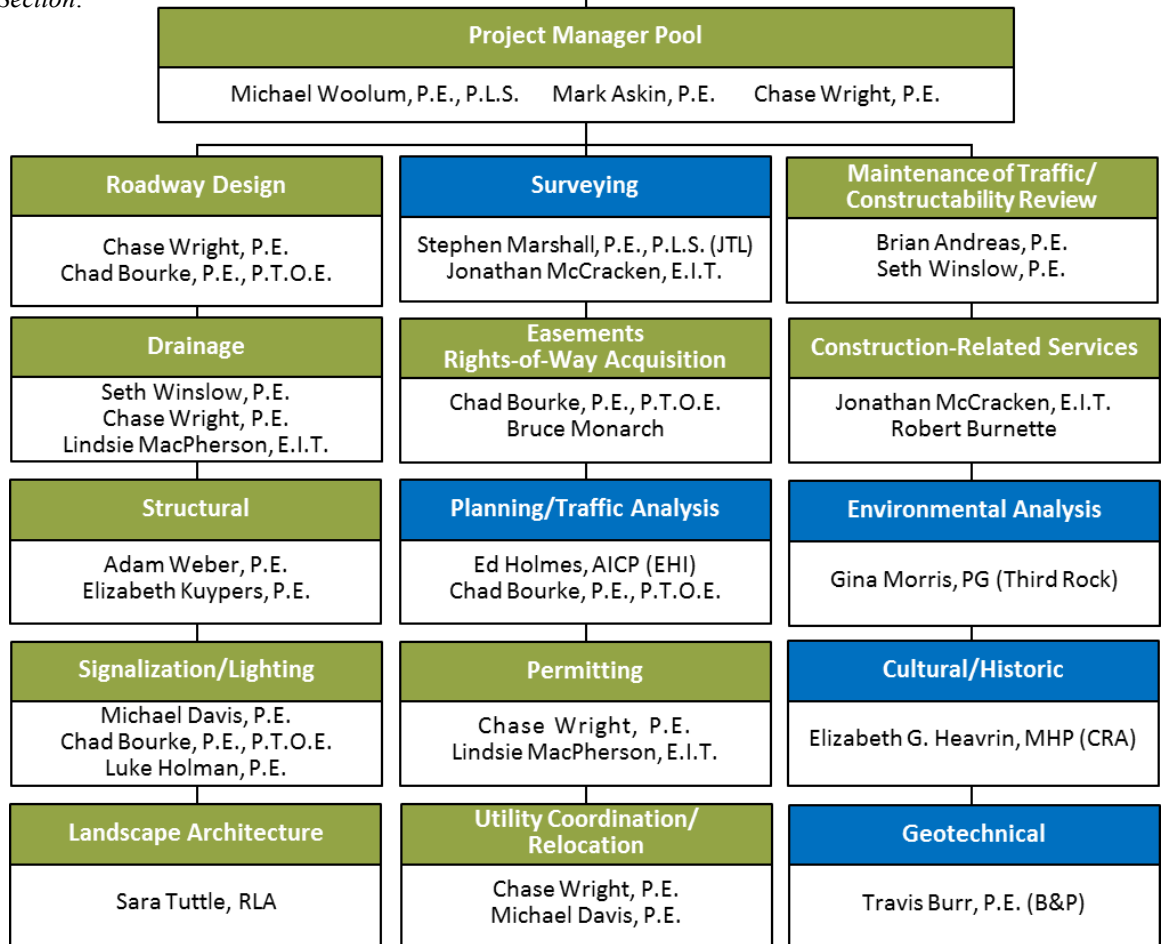 Section.
Project Manager Pool
Michael Woolum, P.E., P.L.S. Mark Askin, P.E. Chase Wright, P.E.
Roadway Design
Chase Wright, P.E.
Chad Bourke, P.E., P.T.O.E.
Surveying
Stephen Marshall, P.E., P.L.S. (JTL)
Jonathan McCracken, E.I.T.
Maintenance of Traffic/
Constructability Review
Brian Andreas, P.E.
Seth Winslow, P.E.
Drainage
Seth Winslow, P.E.
Chase Wright, P.E.
Lindsie MacPherson, E.I.T.
Easements
Rights-of-Way Acquisition
Chad Bourke, P.E., P.T.O.E.
Bruce Monarch
Construction-Related Services
Jonathan McCracken, E.I.T.
Robert Burnette
Structural
Adam Weber, P.E.
Elizabeth Kuypers, P.E.
Planning/Traffic Analysis
Ed Holmes, AICP (EHI)
Chad Bourke, P.E., P.T.O.E.
Environmental Analysis
Gina Morris, PG (Third Rock)
Signalization/Lighting
Michael Davis, P.E.
Chad Bourke, P.E., P.T.O.E.
Luke Holman, P.E.
Permitting
Chase Wright, P.E.
Lindsie MacPherson, E.I.T.
Cultural/Historic
Elizabeth G. Heavrin, MHP (CRA)
Landscape Architecture
Sara Tuttle, RLA
Utility Coordination/
Relocation
Chase Wright, P.E.
Michael Davis, P.E.
Geotechnical
Travis Burr, P.E. (B&P)